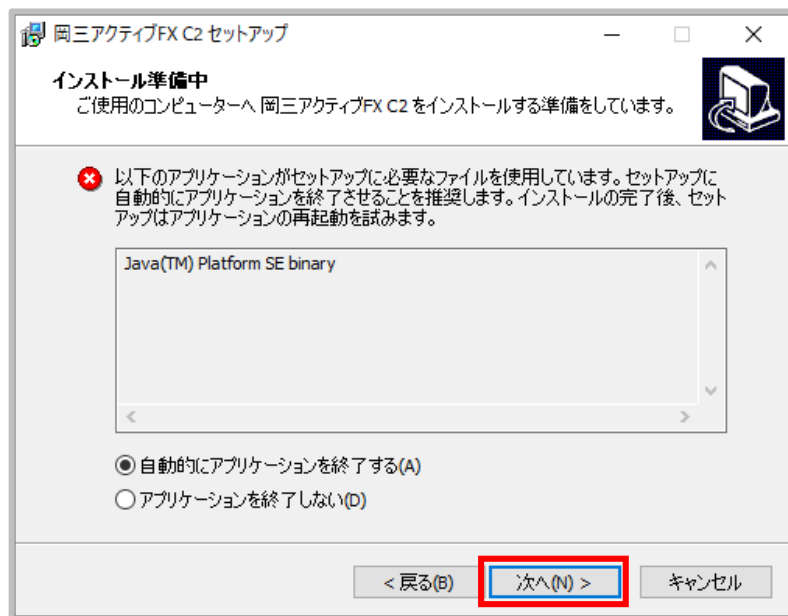 岡三アクティブFX C2 セットアップ
インストール準備中
ご使用のコンピューターへ 岡三アクティブFX C2 をインストールする準備をしています。
以下のアプリケーションがセットアップに必要なファイルを使用しています。セットアップに
自動的にアプリケーションを終了させることを推奨します。インストールの完了後、セット
アップはアプリケーションの再起動を試みます。
Java(TM) Platform SE binary
自動的にアプリケーションを終了する(A)
アプリケーションを終了しない(D)
< 戻る(B)
次へ(N) >
キャンセル